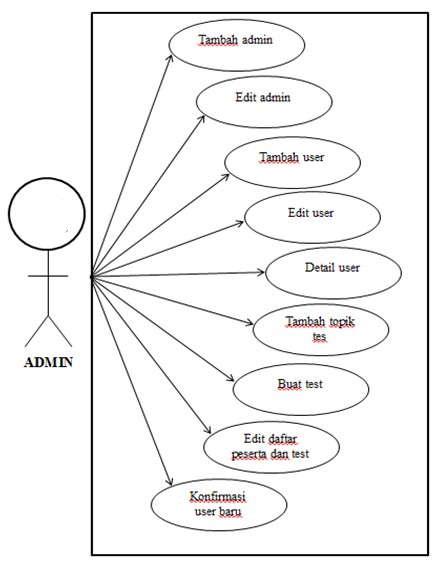 Tambah admin
Edit admin
Tambah user
Edit user
Detail user
Tambah topik
tes
Buat test
Edit daftar
peserta dan test
Konfirmasi
user baru
ADMIN